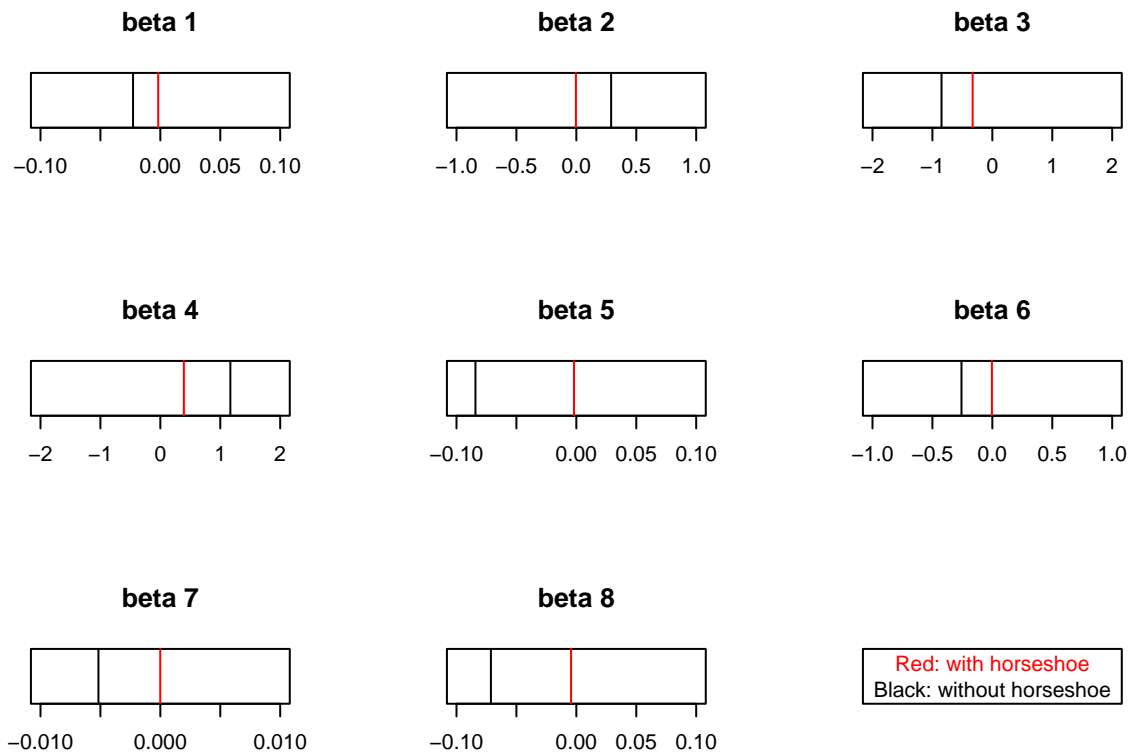 beta 1
−0.10 0.00 0.05 0.10
beta 2
−1.0 −0.5 0.0 0.5 1.0
beta 3
−2 −1 0 1 2
beta 4
−2 −1 0 1 2
beta 5
−0.10 0.00 0.05 0.10
beta 6
−1.0 −0.5 0.0 0.5 1.0
beta 7
−0.010 0.000 0.010
beta 8
−0.10 0.00 0.05 0.10
Red: with horseshoe
Black: without horseshoe